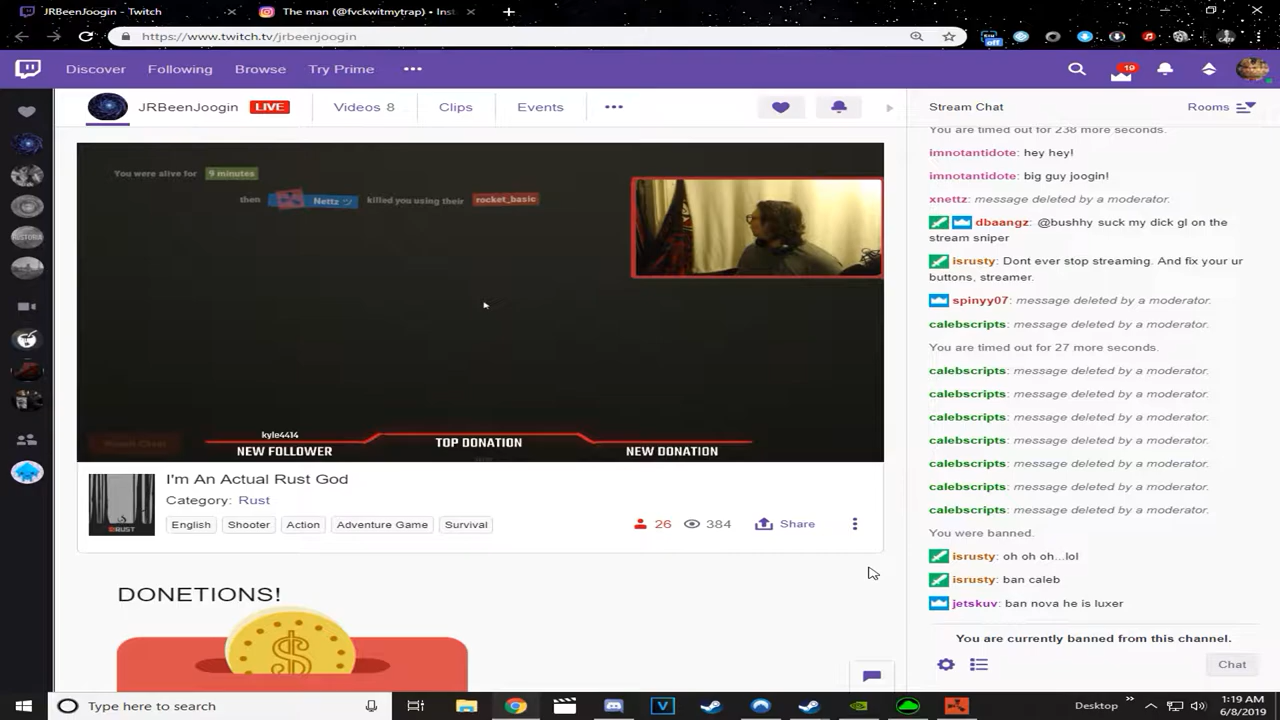 JRBeenJoogin - Twitch
The man (@fvckwitmytrap) • Inst
https://www.twitch.tv/jrbeenjoogin
off
Discover
Following
Browse
Try Prime
19
JRBeenJoogin LIVE
Videos 8
Clips
Events
Stream Chat
Rooms
You were alive for 9 minutes
then Nettz ツ killed you using their rocket_basic
kyle4414
NEW FOLLOWER
TOP DONATION
NEW DONATION
I'm An Actual Rust God
Category: Rust
RUST
English
Shooter
Action
Adventure Game
Survival
26
384
Share
DONETIONS!
You are timed out for 238 more seconds.
imnotantidote: hey hey!
imnotantidote: big guy joogin!
xnettz: message deleted by a moderator.
dbaangz: @bushhy suck my dick gl on the
stream sniper
isrusty: Dont ever stop streaming. And fix your ur
buttons, streamer.
spinyy07: message deleted by a moderator.
calebscripts: message deleted by a moderator.
You are timed out for 27 more seconds.
calebscripts: message deleted by a moderator.
calebscripts: message deleted by a moderator.
calebscripts: message deleted by a moderator.
calebscripts: message deleted by a moderator.
calebscripts: message deleted by a moderator.
calebscripts: message deleted by a moderator.
calebscripts: message deleted by a moderator.
You were banned.
isrusty: oh oh oh...lol
isrusty: ban caleb
jetskuv: ban nova he is luxer
You are currently banned from this channel.
Chat
Type here to search
Desktop
1:19 AM
6/8/2019